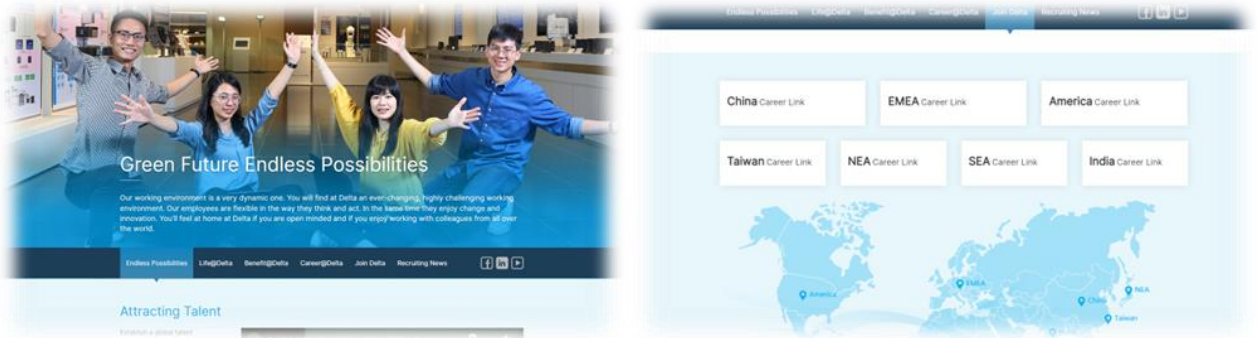 Green Future Endless Possibilities
Our working environment is a very dynamic one. You will find at Delta an ever-changing, highly challenging working
environment. Our employees are flexible in the way they think and act. In the same time they enjoy change and
innovation. You'll feel at home at Delta if you are open minded and if you enjoy working with colleagues from all over
the world.
Endless Possibilities Life@Delta Benefit@Delta Career@Delta Join Delta Recruiting News
Attracting Talent
Establish a global talent
Endless Possibilities Life@Delta Benefit@Delta Career@Delta Join Delta Recruiting News
China Career Link EMEA Career Link America Career Link
Taiwan Career Link NEA Career Link SEA Career Link India Career Link
America EMEA NEA
China
Taiwan